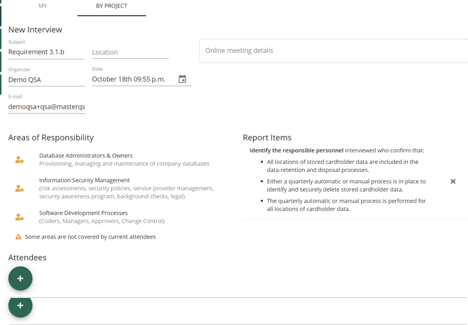 MY
BY PROJECT
New Interview
Subject
Requirement 3.1.b
Location
Online meeting details
Organizer
Demo QSA
Date
October 18th 09:55 p.m.
E-mail
demoqsa+qsa@masterqs
Areas of Responsibility
Database Administrators & Owners
Provisioning, managing and maintenance of company databases
Information Security Management
(risk assessments, security policies, service provider management,
security awareness program, background checks, legal)
Software Development Processes
(Coders, Managers, Approvers, Change Control)
Some areas are not covered by current attendees
Report Items
Identify the responsible personnel interviewed who confirm that:
• All locations of stored cardholder data are included in the
data-retention and disposal processes.
• Either a quarterly automatic or manual process is in place to
identify and securely delete stored cardholder data.
• The quarterly automatic or manual process is performed for
all locations of cardholder data.
Attendees